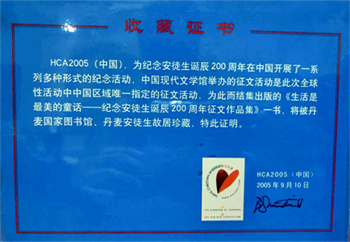 收藏证书
HCA2005（中国），为纪念安徒生诞辰200周年在中国开展了一系
列多种形式的纪念活动，中国现代文学馆举办的征文活动是此次全球
性活动中中国区域唯一指定的征文活动，为此而结集出版的《生活是
最美的童话——纪念安徒生诞辰200周年征文作品集》一书，将被丹
麦国家图书馆、丹麦安徒生故居珍藏，特此证明。
HCA2005（中国）
2005年9月10日